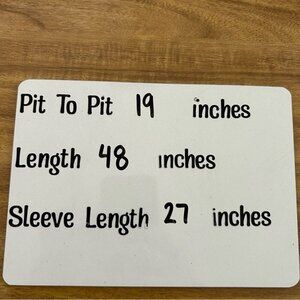 Pit To Pit 19 inches
Length 48 inches
Sleeve Length 27 inches